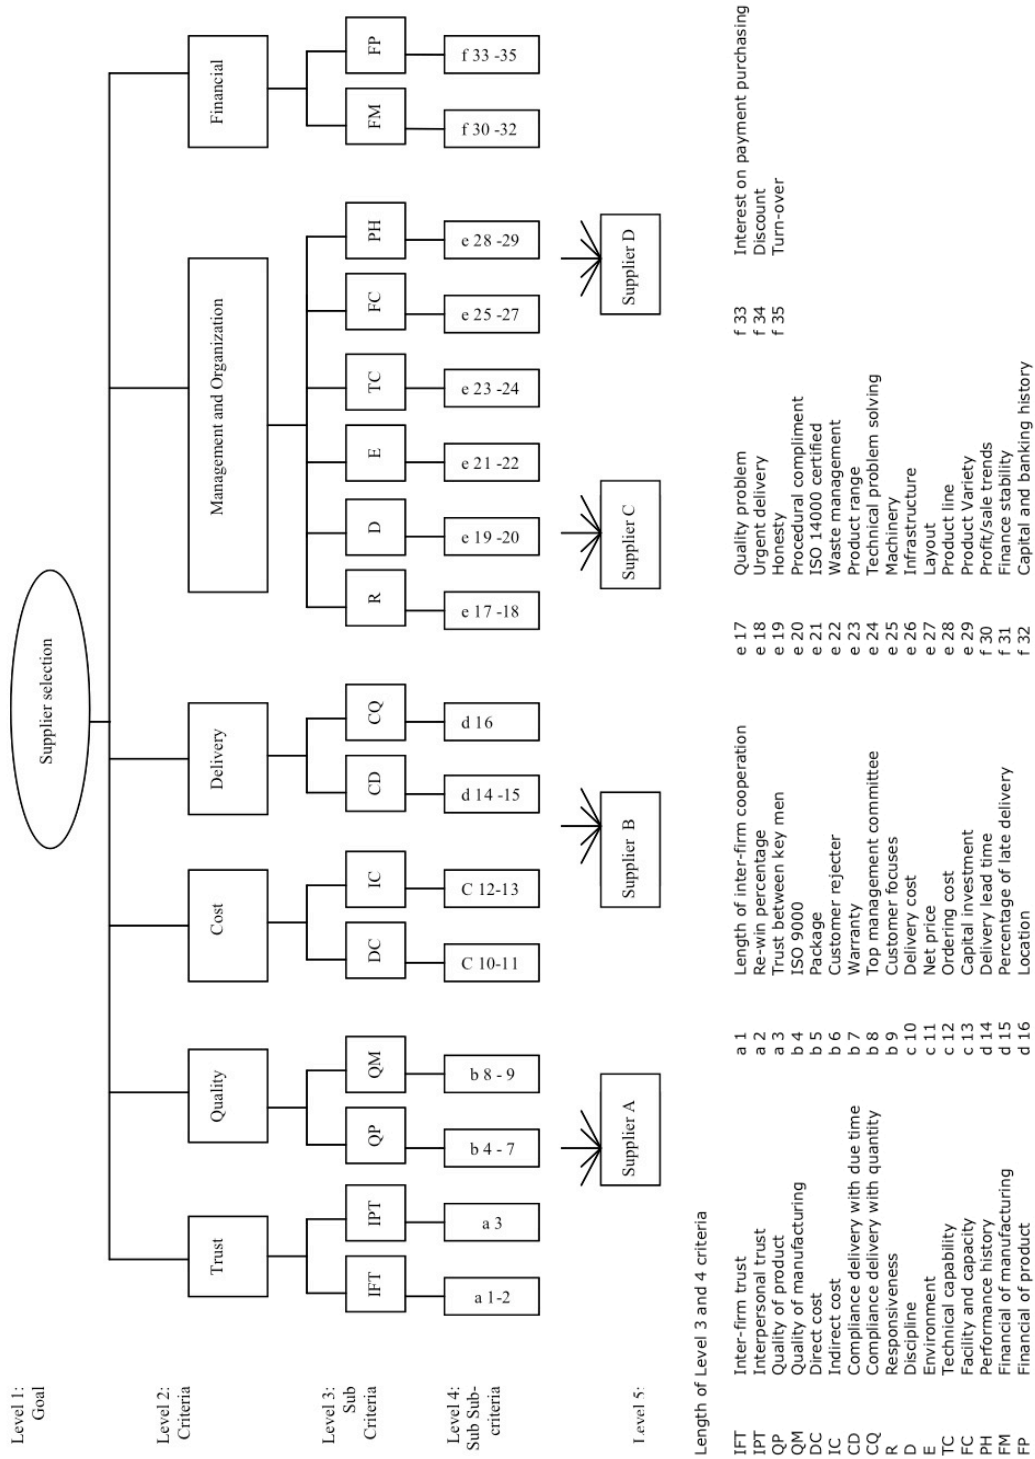 Level 1:
Goal
Supplier selection
Level 2:
Criteria
Trust
Quality
Cost
Delivery
Management and Organization
Financial
Level 3:
Sub
Criteria
IFT
IPT
QP
QM
DC
IC
CD
CQ
R
D
E
TC
FC
PH
FM
FP
Level 4:
Sub Sub-
criteria
a 1-2
a 3
b 4 - 7
b 8 - 9
C 10-11
C 12-13
d 14 -15
d 16
e 17 -18
e 19 -20
e 21 -22
e 23 -24
e 25 -27
e 28 -29
f 30 -32
f 33 -35
Level 5:
Supplier A
Supplier B
Supplier C
Supplier D
Length of Level 3 and 4 criteria
IFT Inter-firm trust
IPT Interpersonal trust
QP Quality of product
QM Quality of manufacturing
DC Direct cost
IC Indirect cost
CD Compliance delivery with due time
CQ Compliance delivery with quantity
R Responsiveness
D Discipline
E Environment
TC Technical capability
FC Facility and capacity
PH Performance history
FM Financial of manufacturing
FP Financial of product
a 1 Length of inter-firm cooperation
a 2 Re-win percentage
a 3 Trust between key men
b 4 ISO 9000
b 5 Package
b 6 Customer rejecter
b 7 Warranty
b 8 Top management committee
b 9 Customer focuses
c 10 Delivery cost
c 11 Net price
c 12 Ordering cost
c 13 Capital investment
d 14 Delivery lead time
d 15 Percentage of late delivery
d 16 Location
e 17 Quality problem
e 18 Urgent delivery
e 19 Honesty
e 20 Procedural compliment
e 21 ISO 14000 certified
e 22 Waste management
e 23 Product range
e 24 Technical problem solving
e 25 Machinery
e 26 Infrastructure
e 27 Layout
e 28 Product line
e 29 Product Variety
f 30 Profit/sale trends
f 31 Finance stability
f 32 Capital and banking history
f 33 Interest on payment purchasing
f 34 Discount
f 35 Turn-over